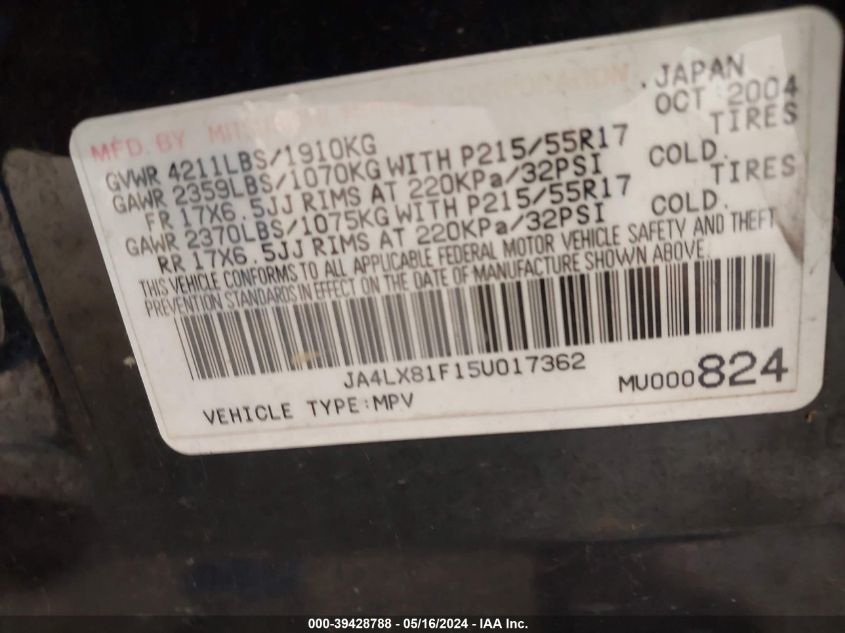 MFD. BY MITSUBISHI
.JAPAN
OCT 2004
GVWR 4211LBS/1910KG
GAWR 2359LBS/1070KG WITH P215/55R17 TIRES
FR 17X6.5JJ RIMS AT 220KPa/32PSI COLD.
GAWR 2370LBS/1075KG WITH P215/55R17 TIRES
RR 17X6.5JJ RIMS AT 220KPa/32PSI COLD.
THIS VEHICLE CONFORMS TO ALL APPLICABLE FEDERAL MOTOR VEHICLE SAFETY AND THEFT
PREVENTION STANDARDS IN EFFECT ON THE DATE OF MANUFACTURE SHOWN ABOVE.
JA4LX81F15U017362
MU000824
VEHICLE TYPE:MPV
000-39428788 - 05/16/2024 - IAA Inc.